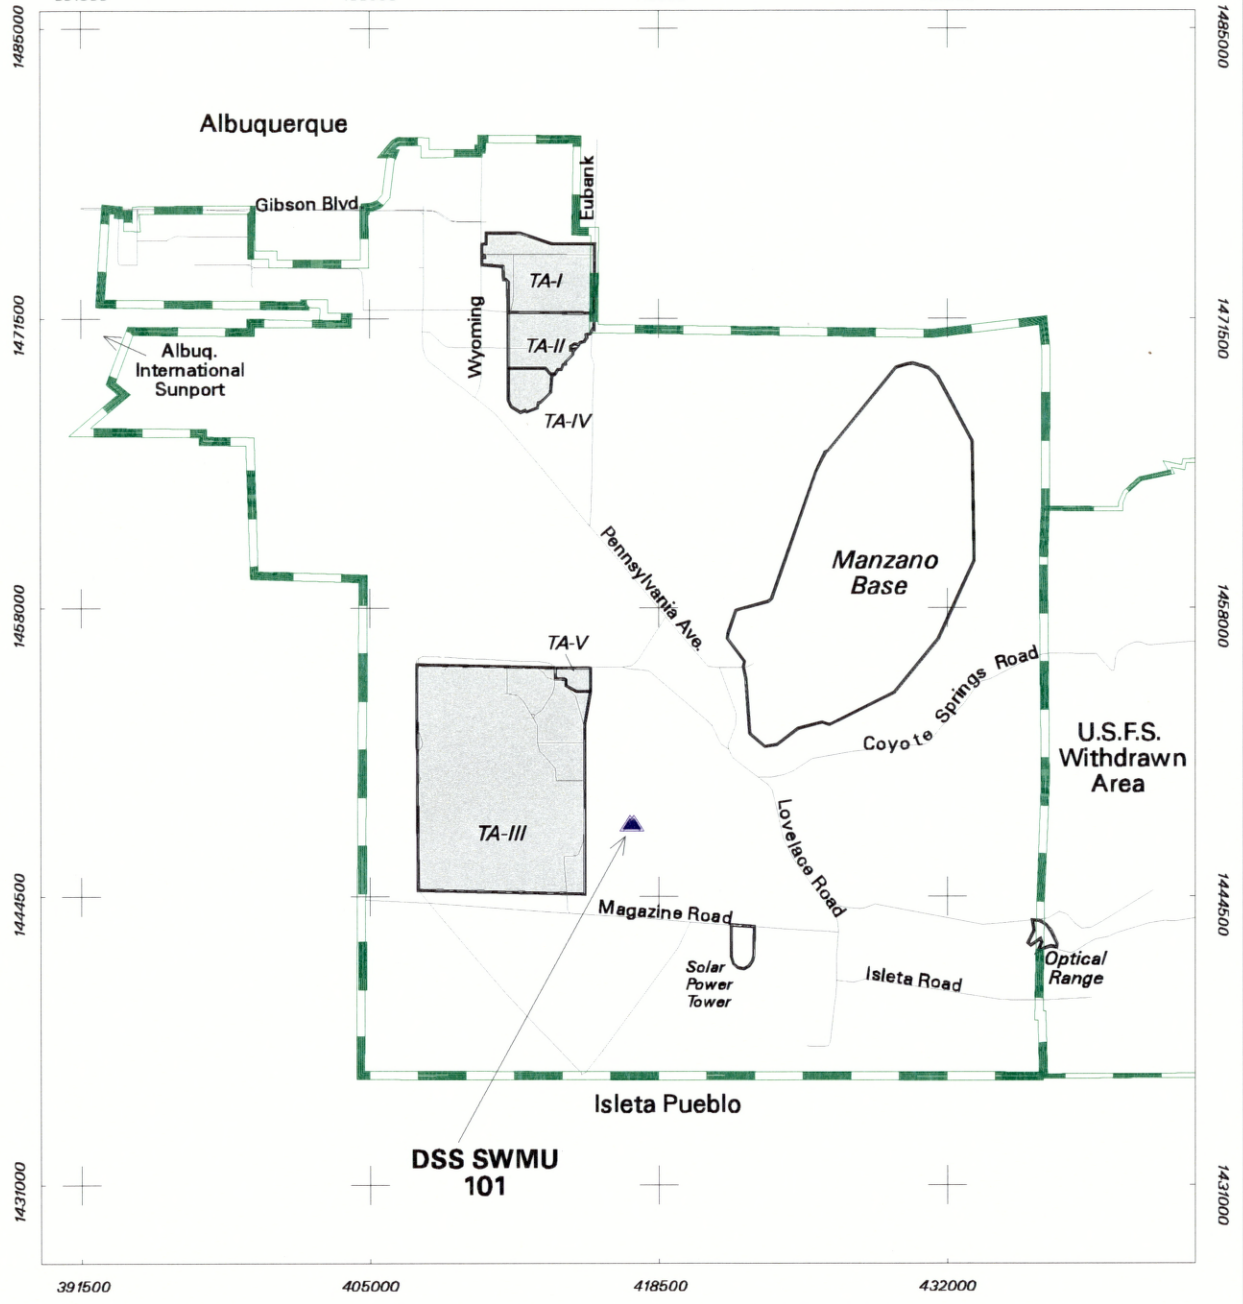 1485000
1485000
Albuquerque
Gibson Blvd.
Eubank
TA-I
Wyoming
1471500
1471500
TA-II
Albuq.
International
Sunport
TA-IV
Pennsylvania Ave.
Manzano
Base
1458000
1458000
TA-V
Coyote Springs Road
U.S.F.S.
Withdrawn
Area
TA-III
Lovelace Road
1444500
1444500
Magazine Road
Solar
Power
Tower
Isleta Road
Optical
Range
Isleta Pueblo
DSS SWMU
101
1431000
1431000
391500
405000
418500
432000